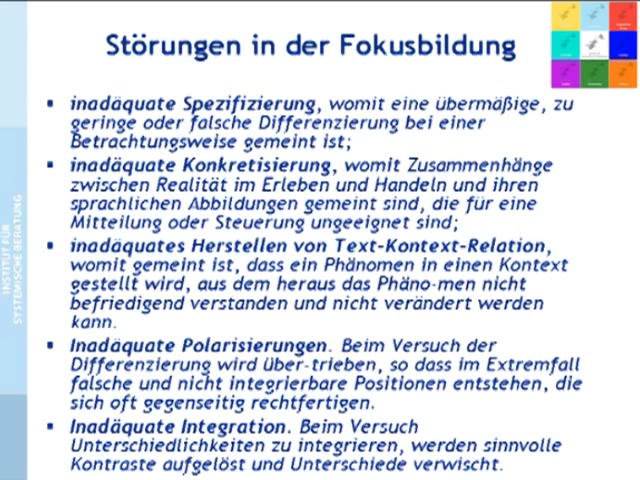 Störungen in der Fokusbildung
▪ inadäquate Spezifizierung, womit eine übermäßige, zu
geringe oder falsche Differenzierung bei einer
Betrachtungsweise gemeint ist;
▪ inadäquate Konkretisierung, womit Zusammenhänge
zwischen Realität im Erleben und Handeln und ihren
sprachlichen Abbildungen gemeint sind, die für eine
Mitteilung oder Steuerung ungeeignet sind;
▪ inadäquates Herstellen von Text-Kontext-Relation,
womit gemeint ist, dass ein Phänomen in einen Kontext
gestellt wird, aus dem heraus das Phäno-men nicht
befriedigend verstanden und nicht verändert werden
kann.
▪ Inadäquate Polarisierungen. Beim Versuch der
Differenzierung wird über-trieben, so dass im Extremfall
falsche und nicht integrierbare Positionen entstehen, die
sich oft gegenseitig rechtfertigen.
▪ Inadäquate Integration. Beim Versuch
Unterschiedlichkeiten zu integrieren, werden sinnvolle
Kontraste aufgelöst und Unterschiede verwischt.
INSTITUT FÜR
SYSTEMISCHE BERATUNG